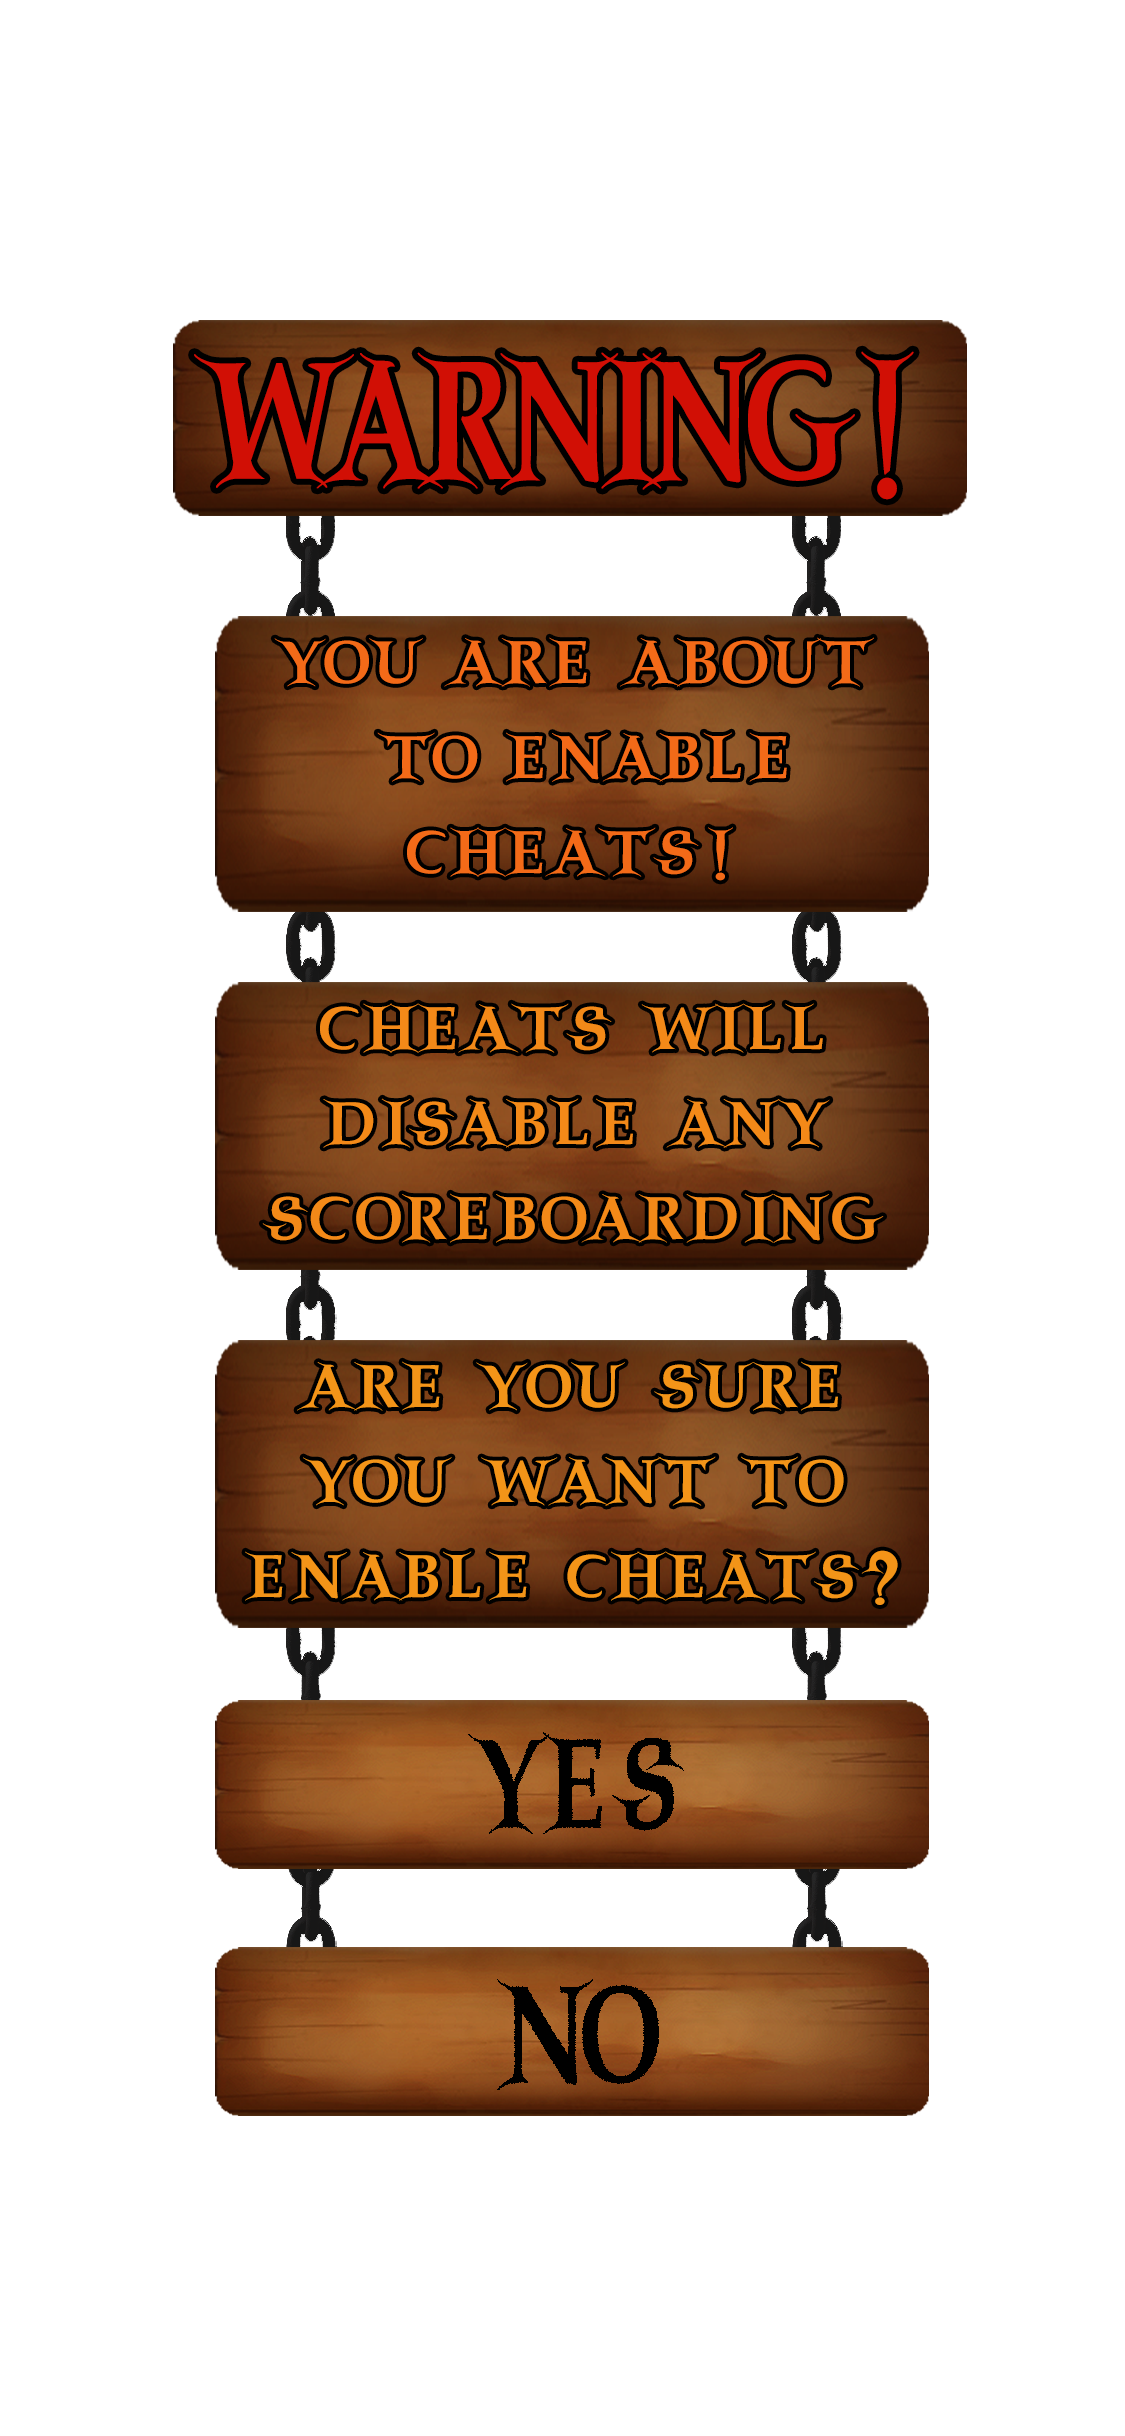 WARNING!
YOU ARE ABOUT
TO ENABLE
CHEATS!
CHEATS WILL
DISABLE ANY
SCOREBOARDING
ARE YOU SURE
YOU WANT TO
ENABLE CHEATS?
YES
NO